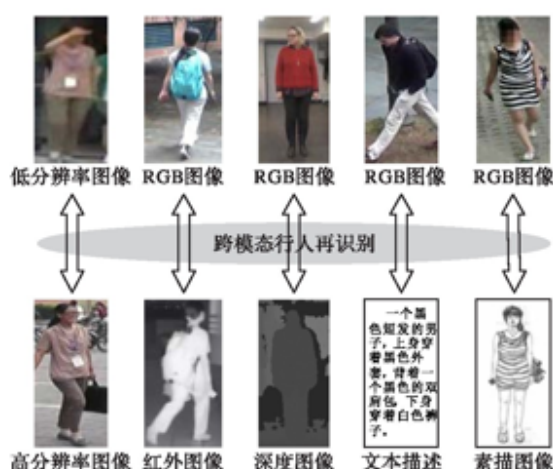 低分辨率图像 RGB图像 RGB图像 RGB图像 RGB图像
跨模态行人再识别
一个黑
色短发的男
子，上身穿
着黑色外
套，背着一
个黑色的双
肩包，下身
穿着白色裤
子。
高分辨率图像 红外图像 深度图像 文本描述 素描图像